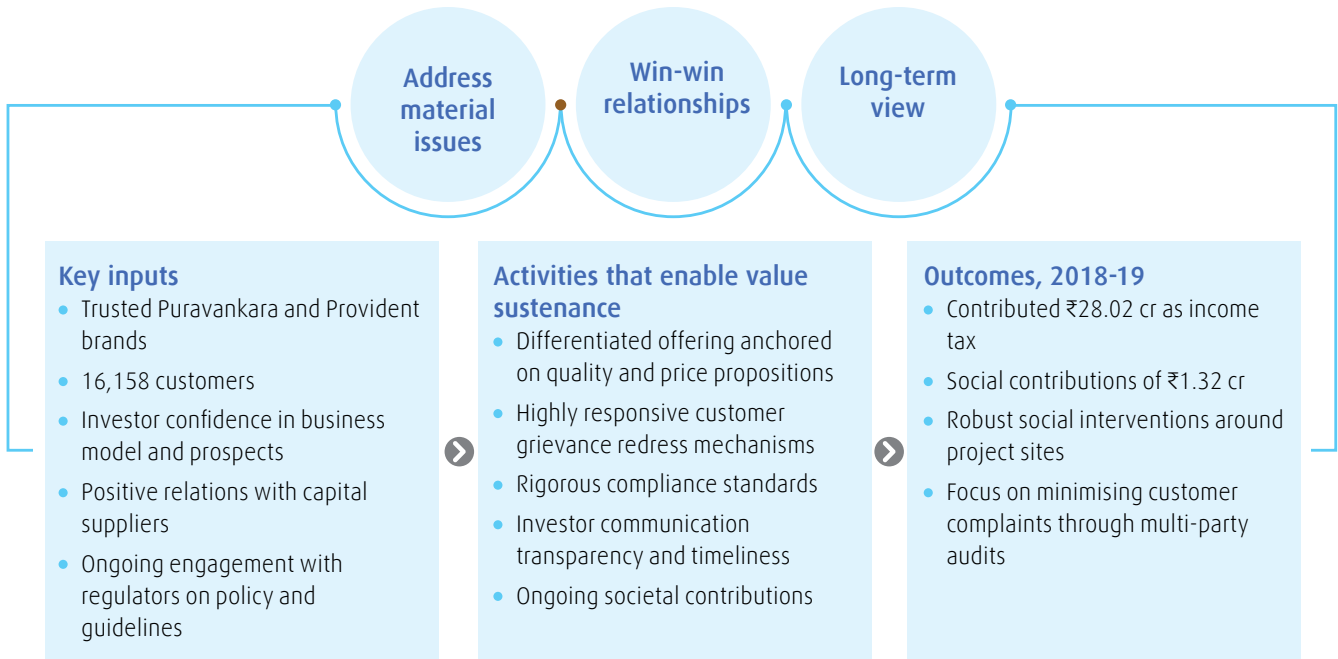 Address
material
issues
Win-win
relationships
Long-term
view
Key inputs
• Trusted Puravankara and Provident
brands
• 16,158 customers
• Investor confidence in business
model and prospects
• Positive relations with capital
suppliers
• Ongoing engagement with
regulators on policy and
guidelines
Activities that enable value
sustenance
• Differentiated offering anchored
on quality and price propositions
• Highly responsive customer
grievance redress mechanisms
• Rigorous compliance standards
• Investor communication
transparency and timeliness
• Ongoing societal contributions
Outcomes, 2018-19
• Contributed ₹28.02 cr as income
tax
• Social contributions of ₹1.32 cr
• Robust social interventions around
project sites
• Focus on minimising customer
complaints through multi-party
audits